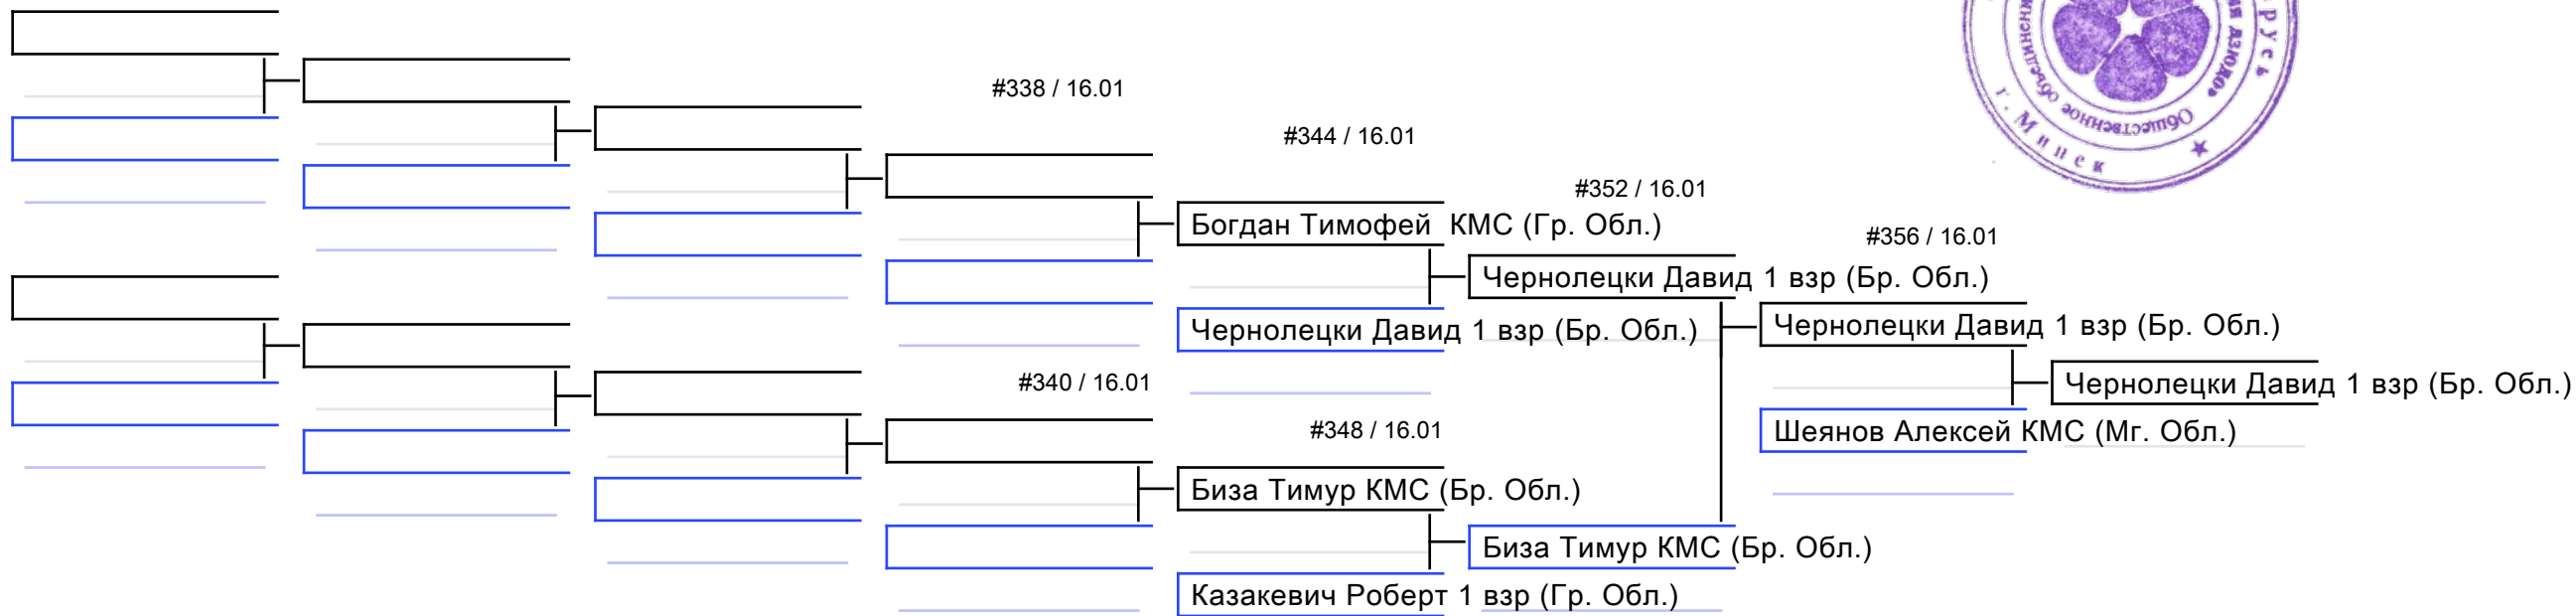 #338 / 16.01
#344 / 16.01
#352 / 16.01
Богдан Тимофей КМС (Гр. Обл.)
#356 / 16.01
Чернолецки Давид 1 взр (Бр. Обл.)
Чернолецки Давид 1 взр (Бр. Обл.)
Чернолецки Давид 1 взр (Бр. Обл.)
#340 / 16.01
Чернолецки Давид 1 взр (Бр. Обл.)
#348 / 16.01
Шеянов Алексей КМС (Мг. Обл.)
Биза Тимур КМС (Бр. Обл.)
Биза Тимур КМС (Бр. Обл.)
Казакевич Роберт 1 взр (Гр. Обл.)
Общественное
г. Минск